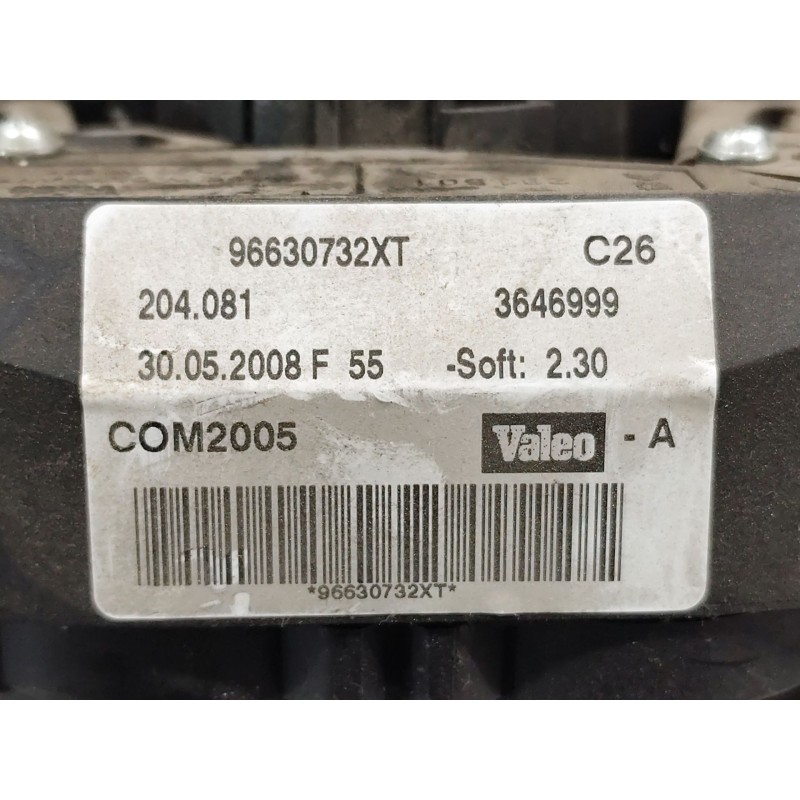 96630732XT C26
204.081 3646999
30.05.2008 F 55 -Soft: 2.30
COM2005 Valeo - A
*96630732XT*